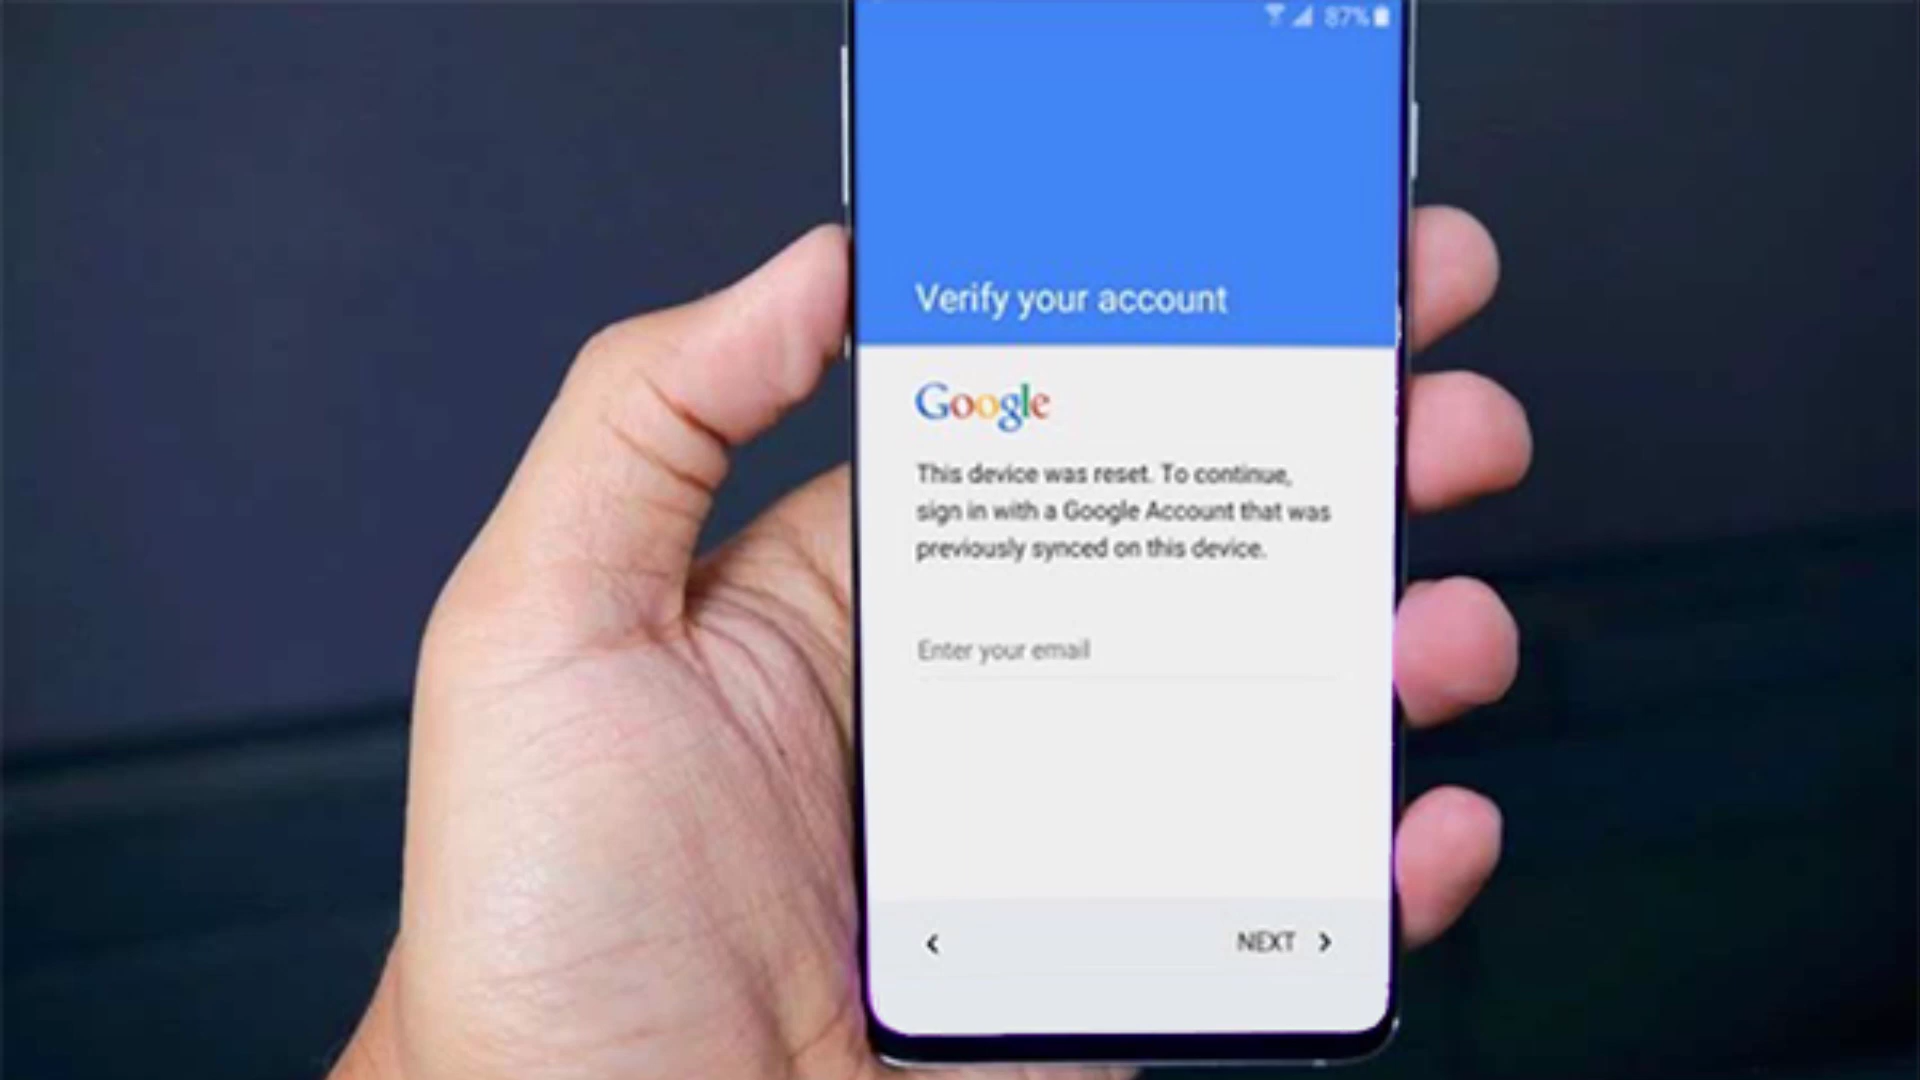 87%
Verify your account
Google
This device was reset. To continue,
sign in with a Google Account that was
previously synced on this device.
Enter your email
NEXT